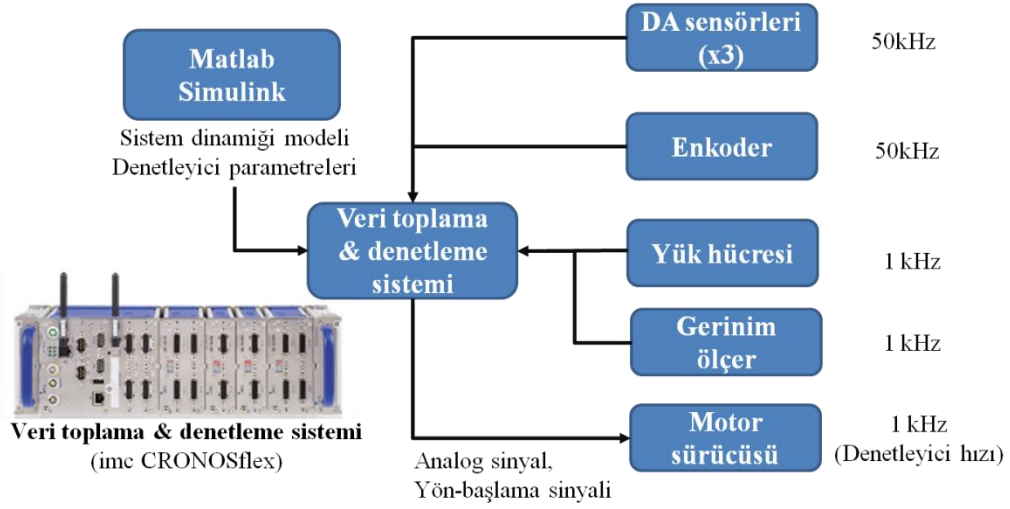 Matlab
Simulink
Sistem dinamiği modeli
Denetleyici parametreleri
DA sensörleri
(x3)
50kHz
Enkoder
50kHz
Veri toplama
& denetleme
sistemi
Yük hücresi
1 kHz
Gerinim
ölçer
1 kHz
Motor
sürücüsü
1 kHz
(Denetleyici hızı)
Analog sinyal,
Yön-başlama sinyali
Veri toplama & denetleme sistemi
(imc CRONOSflex)